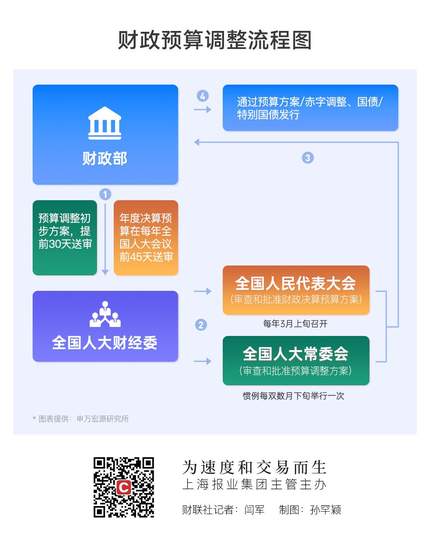 财政预算调整流程图
财政部
4
通过预算方案/赤字调整、国债/
特别国债发行
3
1
预算调整初
步方案，提
前30天送审
年度决算预
算在每年全
国人大会议
前45天送审
全国人大财经委
2
全国人民代表大会
(审查和批准财政决算预算方案)
每年3月上旬召开
全国人大常委会
(审查和批准预算调整方案)
惯例每双数月下旬举行一次
* 图表提供：申万宏源研究所
C
为速度和交易而生
上海报业集团主管主办
财联社记者：闫军 制图：孙罕颖